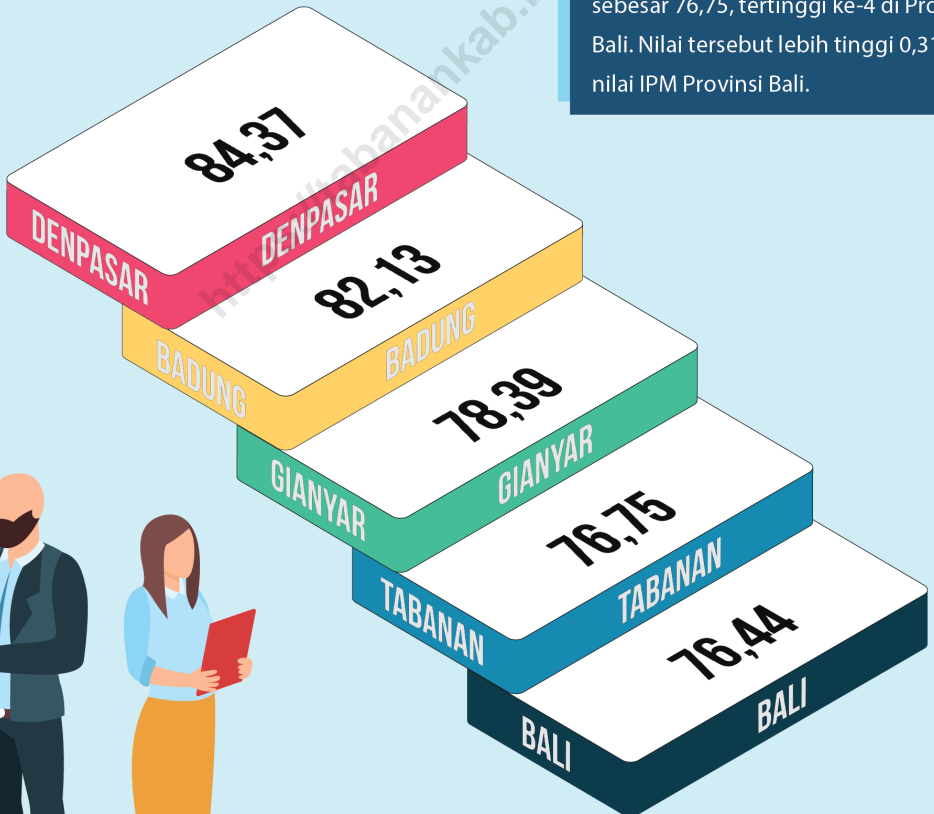 sebesar 76,75, tertinggi ke-4 di
Bali. Nilai tersebut lebih tinggi
nilai IPM Provinsi Bali.
84,37
DENPASAR
DENPASAR
82,13
BADUNG
BADUNG
78,39
GIANYAR
GIANYAR
76,75
TABANAN
TABANAN
76,44
BALI
BALI